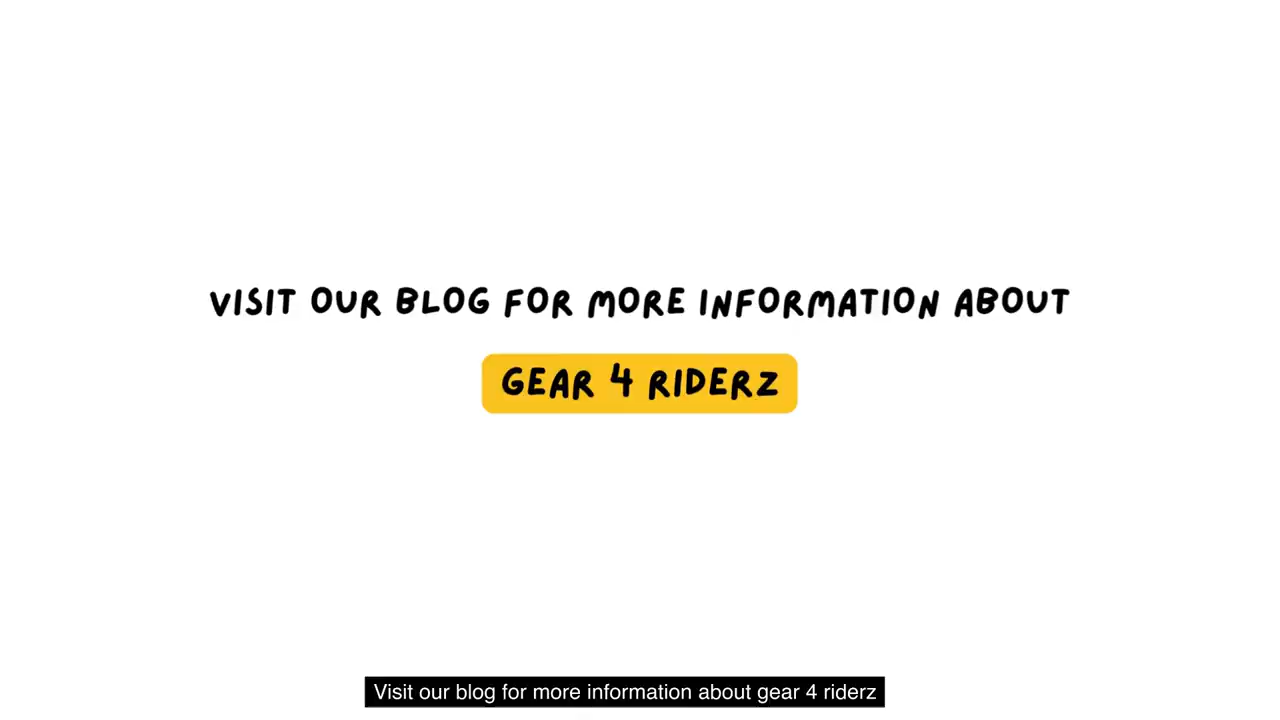 VISIT OUR BLOG FOR MORE INFORMATION ABOUT
GEAR 4 RIDERZ
Visit our blog for more information about gear 4 riderz